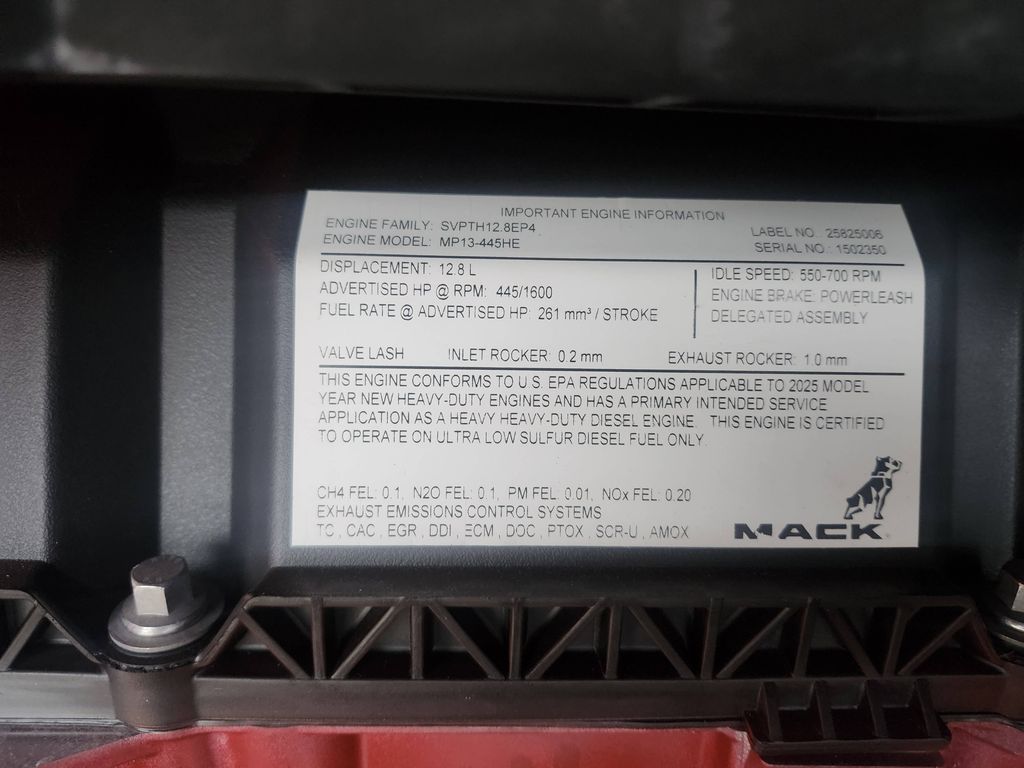 IMPORTANT ENGINE INFORMATION
ENGINE FAMILY: SVPTH12.8EP4
LABEL NO. 25825006
ENGINE MODEL: MP13-445HE
SERIAL NO.: 1502350
DISPLACEMENT: 12.8 L
IDLE SPEED: 550-700 RPM
ADVERTISED HP @ RPM: 445/1600
ENGINE BRAKE: POWERLEASH
FUEL RATE @ ADVERTISED HP: 261 mm³ / STROKE
DELEGATED ASSEMBLY
VALVE LASH INLET ROCKER: 0.2 mm EXHAUST ROCKER: 1.0 mm
THIS ENGINE CONFORMS TO U.S. EPA REGULATIONS APPLICABLE TO 2025 MODEL
YEAR NEW HEAVY-DUTY ENGINES AND HAS A PRIMARY INTENDED SERVICE
APPLICATION AS A HEAVY HEAVY-DUTY DIESEL ENGINE. THIS ENGINE IS CERTIFIED
TO OPERATE ON ULTRA LOW SULFUR DIESEL FUEL ONLY.
CH4 FEL: 0.1, N2O FEL: 0.1, PM FEL: 0.01, NOx FEL: 0.20
EXHAUST EMISSIONS CONTROL SYSTEMS
TC , CAC , EGR , DDI , ECM , DOC , PTOX , SCR-U , AMOX
MACK